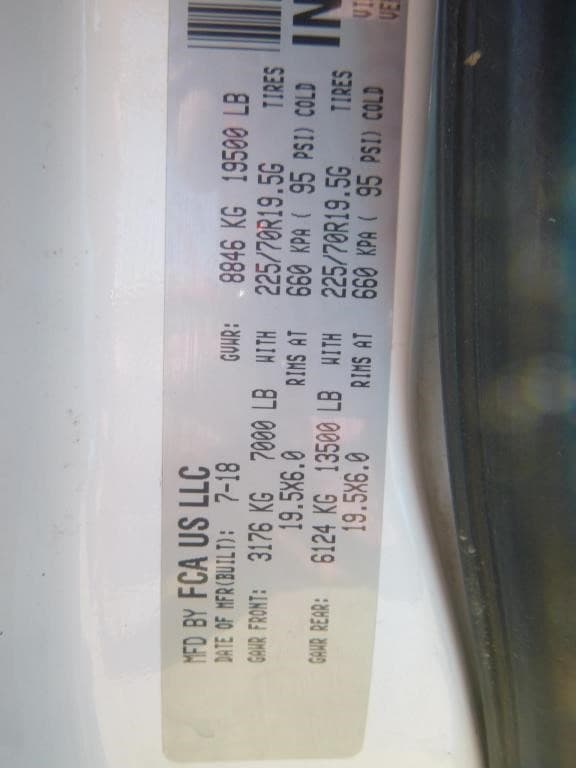 MFD BY FCA US LLC
DATE OF MFR(BUILT): 7-18 GVWR: 8846 KG 19500 LB
GAWR FRONT: 3176 KG 7000 LB WITH 225/70R19.5G TIRES
19.5X6.0 RIMS AT 660 KPA ( 95 PSI) COLD
GAWR REAR: 6124 KG 13500 LB WITH 225/70R19.5G TIRES
19.5X6.0 RIMS AT 660 KPA ( 95 PSI) COLD